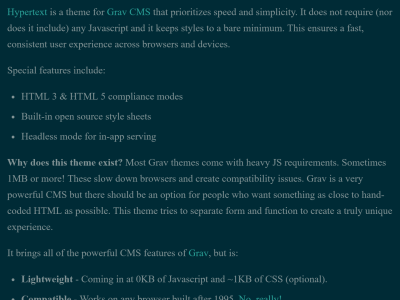 Hypertext is a theme for Grav CMS that prioritizes speed and simplicity. It does not require (nor
does it include) any Javascript and it keeps styles to a bare minimum. This ensures a fast,
consistent user experience across browsers and devices.
Special features include:
• HTML 3 & HTML 5 compliance modes
• Built-in open source style sheets
• Headless mode for in-app serving
Why does this theme exist? Most Grav themes come with heavy JS requirements. Sometimes
1MB or more! These slow down browsers and create compatibility issues. Grav is a very
powerful CMS but there should be an option for people who want something as close to hand-
coded HTML as possible. This theme tries to separate form and function to create a truly unique
experience.
It brings all of the powerful CMS features of Grav, but is:
• Lightweight - Coming in at 0KB of Javascript and ~1KB of CSS (optional).
• Compatible - Works on any browser built after 1995. No, really!